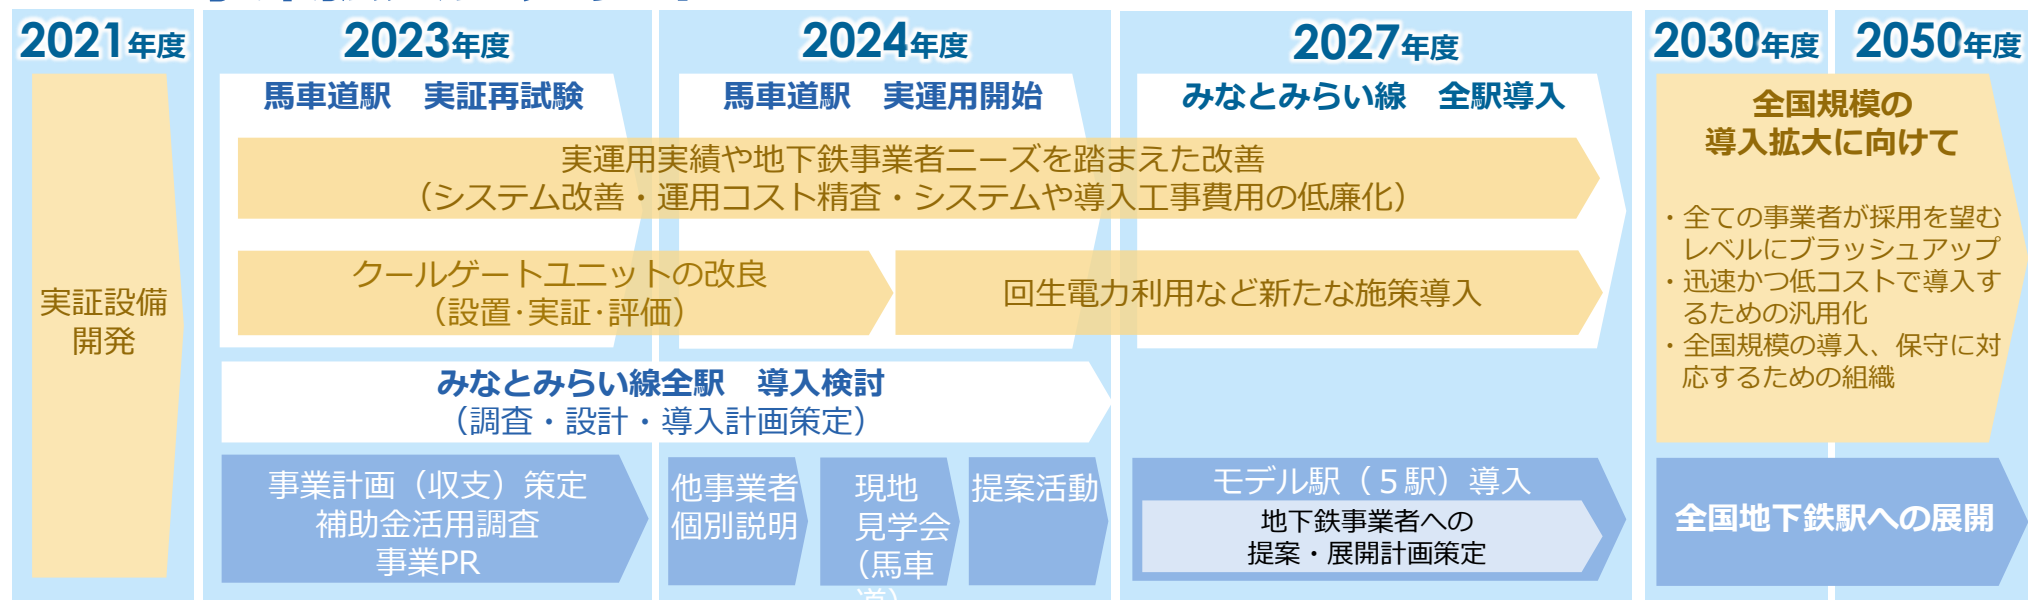 2021年度
2023年度
2024年度
2027年度
2030年度
2050年度
実証設備
開発
馬車道駅　実証再試験
馬車道駅　実運用開始
みなとみらい線　全駅導入
実運用実績や地下鉄事業者ニーズを踏まえた改善
（システム改善・運用コスト精査・システムや導入工事費用の低廉化）
クールゲートユニットの改良
（設置･実証･評価）
回生電力利用など新たな施策導入
みなとみらい線全駅　導入検討
（調査・設計・導入計画策定）
事業計画（収支）策定
補助金活用調査
事業PR
他事業者
個別説明
現地
見学会
（馬車
道）
提案活動
モデル駅（５駅）導入
地下鉄事業者への
提案・展開計画策定
全国規模の
導入拡大に向けて
・全ての事業者が採用を望む
レベルにブラッシュアップ
・迅速かつ低コストで導入す
るための汎用化
・全国規模の導入、保守に対
応するための組織
全国地下鉄駅への展開